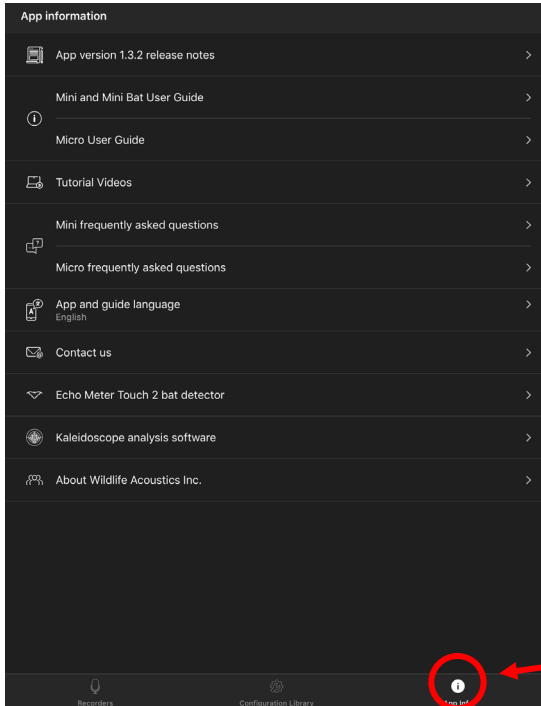 App information
App version 1.3.2 release notes
Mini and Mini Bat User Guide
Micro User Guide
Tutorial Videos
Mini frequently asked questions
Micro frequently asked questions
App and guide language
English
Contact us
Echo Meter Touch 2 bat detector
Kaleidoscope analysis software
About Wildlife Acoustics Inc.
Recorders
Configuration Library
App Info